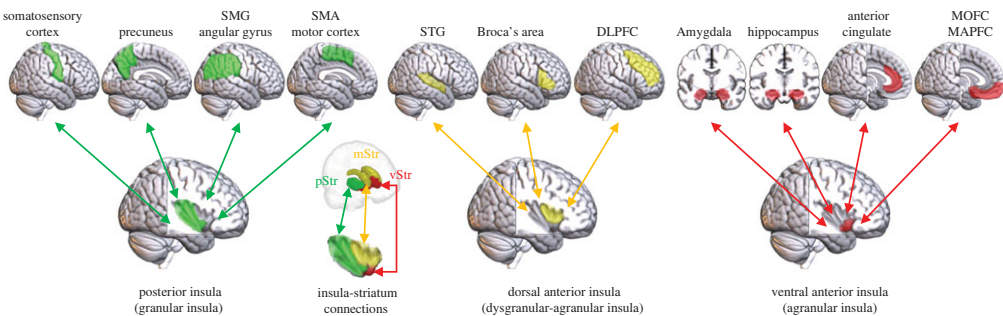 somatosensory
cortex
precuneus
SMG
angular gyrus
SMA
motor cortex
STG
Broca's area
DLPFC
Amygdala
hippocampus
anterior
cingulate
MOFC
MAPFC
mStr
pStr
vStr
posterior insula
(granular insula)
insula-striatum
connections
dorsal anterior insula
(dysgranular-agranular insula)
ventral anterior insula
(agranular insula)